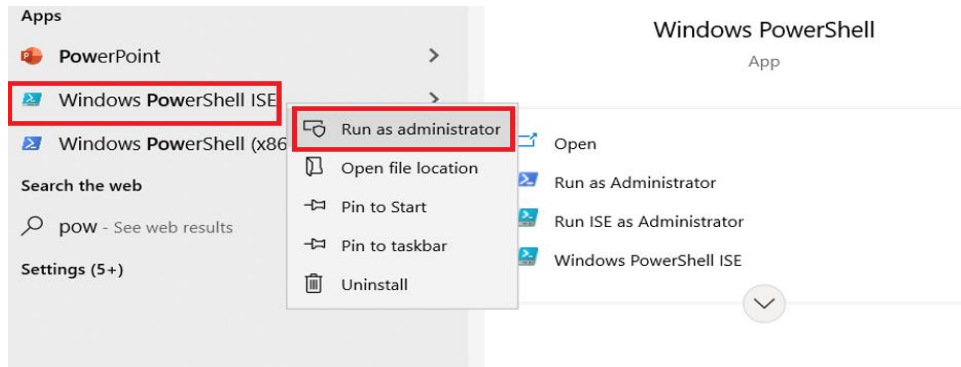 Apps
PowerPoint
Windows PowerShell ISE
Windows PowerShell (x86
Search the web
pow - See web results
Settings (5+)
Run as administrator
Open file location
Pin to Start
Pin to taskbar
Uninstall
Windows PowerShell
App
Open
Run as Administrator
Run ISE as Administrator
Windows PowerShell ISE